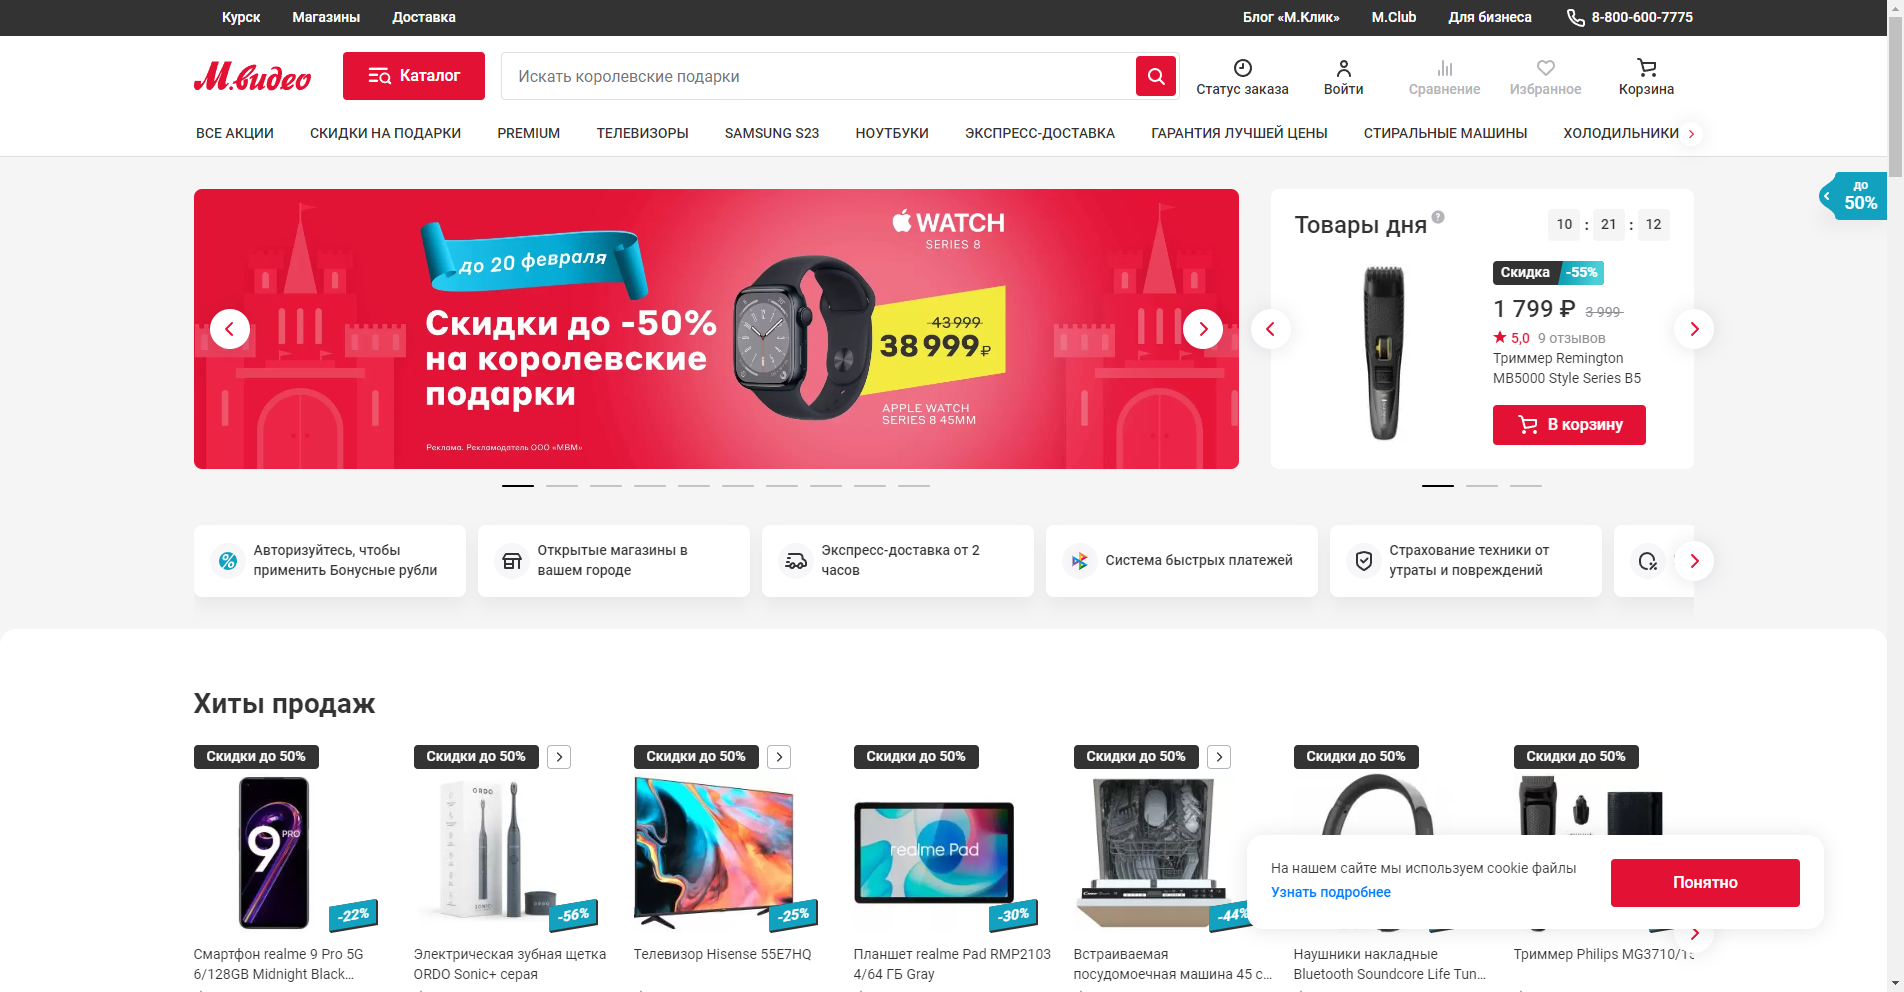 Курск
Магазины
Доставка
Блог «М.Клик»
M.Club
Для бизнеса
8-800-600-7775
М.видео
Каталог
Искать королевские подарки
Статус заказа
Войти
Сравнение
Избранное
Корзина
ВСЕ АКЦИИ
СКИДКИ НА ПОДАРКИ
PREMIUM
ТЕЛЕВИЗОРЫ
SAMSUNG S23
НОУТБУКИ
ЭКСПРЕСС-ДОСТАВКА
ГАРАНТИЯ ЛУЧШЕЙ ЦЕНЫ
СТИРАЛЬНЫЕ МАШИНЫ
ХОЛОДИЛЬНИКИ
до
50%
до 20 февраля
Скидки до -50%
на королевские
подарки
Реклама. Рекламодатель ООО «МВМ»
WATCH
SERIES 8
43 999
38 999₽
APPLE WATCH
SERIES 8 45MM
Товары дня
?
10 : 21 : 12
Скидка -55%
1 799 ₽ 3 999
5,0 9 отзывов
Триммер Remington
MB5000 Style Series B5
В корзину
Авторизуйтесь, чтобы
применить Бонусные рубли
Открытые магазины в
вашем городе
Экспресс-доставка от 2
часов
Система быстрых платежей
Страхование техники от
утраты и повреждений
Хиты продаж
Скидки до 50%
Скидки до 50%
Скидки до 50%
Скидки до 50%
Скидки до 50%
Скидки до 50%
Скидки до 50%
9 PRO
ORDO
SONIC+
realme Pad
-22%
-56%
-25%
-30%
-44%
На нашем сайте мы используем cookie файлы
Узнать подробнее
Понятно
Смартфон realme 9 Pro 5G
6/128GB Midnight Black...
Электрическая зубная щетка
ORDO Sonic+ серая
Телевизор Hisense 55E7HQ
Планшет realme Pad RMP2103
4/64 ГБ Gray
Встраиваемая
посудомоечная машина 45 с...
Наушники накладные
Bluetooth Soundcore Life Tun...
Триммер Philips MG3710/15